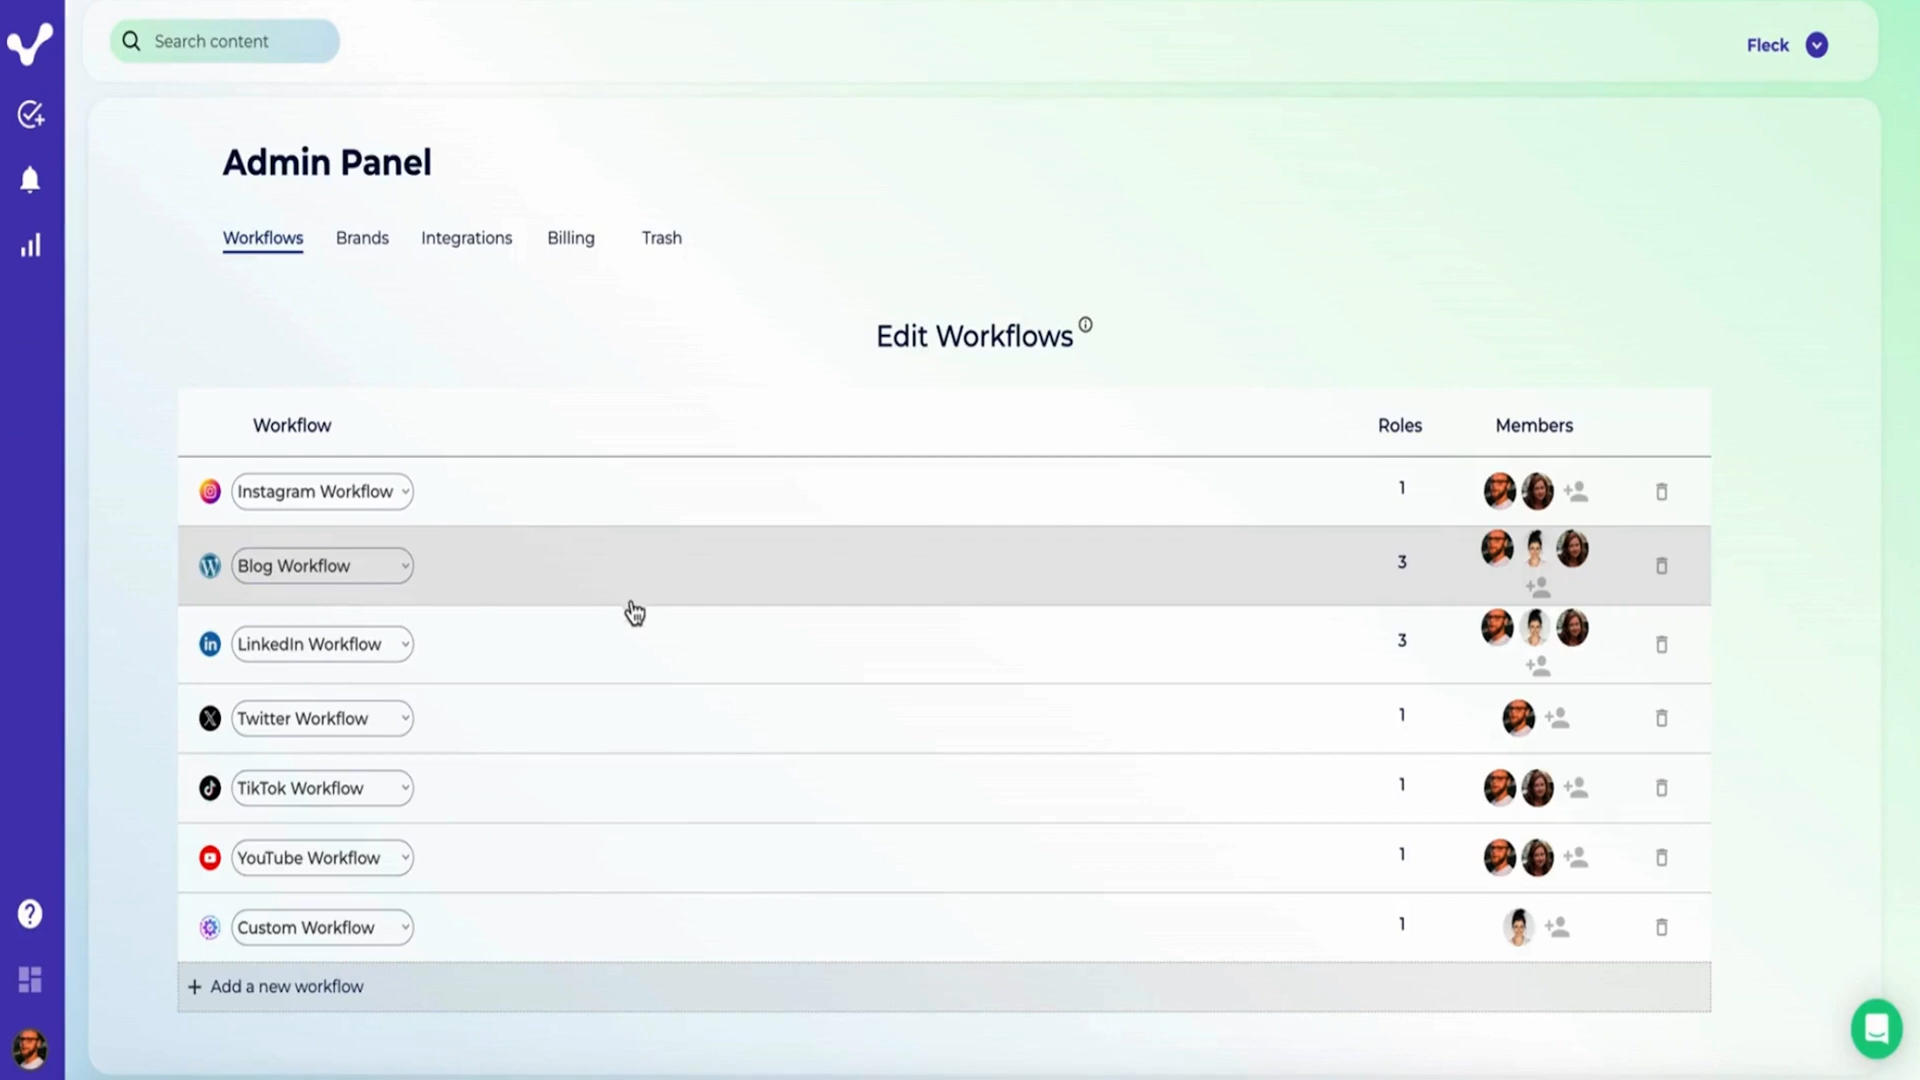 Search content
Fleck
Admin Panel
Workflows Brands Integrations Billing Trash
Edit Workflows
Workflow Roles Members
Instagram Workflow 1
Blog Workflow 3
LinkedIn Workflow 3
Twitter Workflow 1
TikTok Workflow 1
YouTube Workflow 1
Custom Workflow 1
+ Add a new workflow